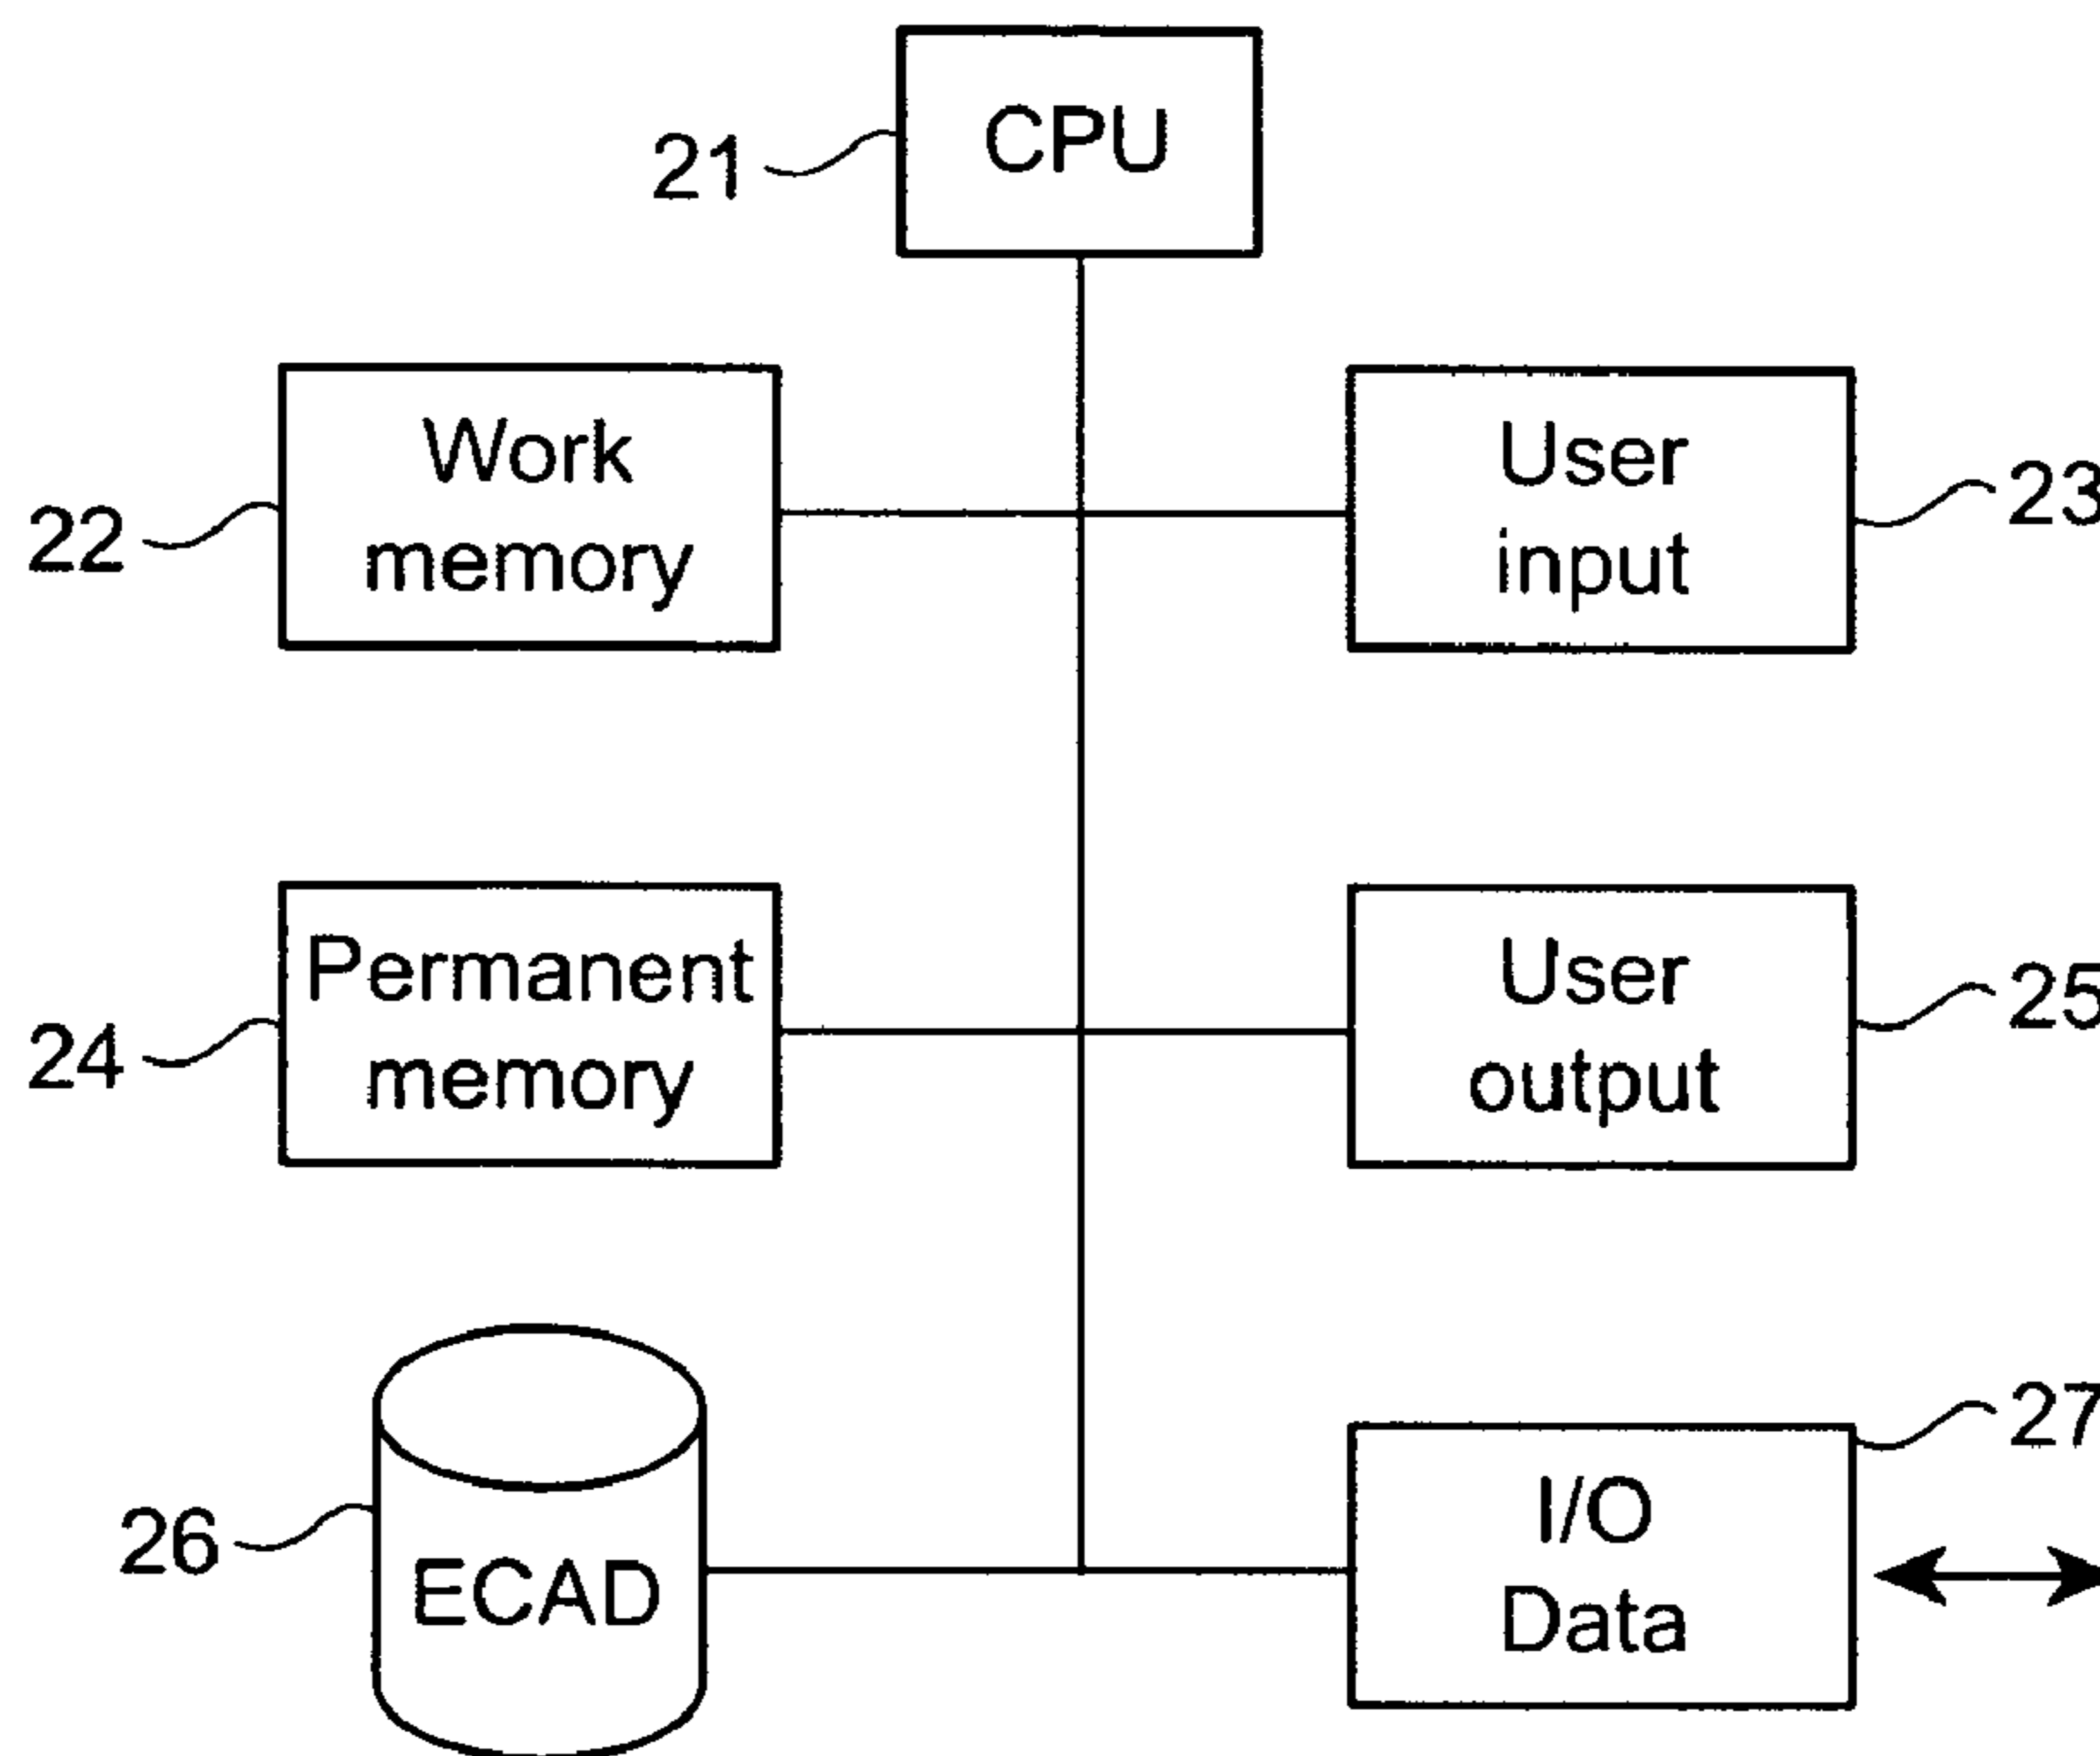 CPU
21
Work
memory
22
User
input
23
Permanent
memory
24
User
output
25
ECAD
26
I/O
Data
27